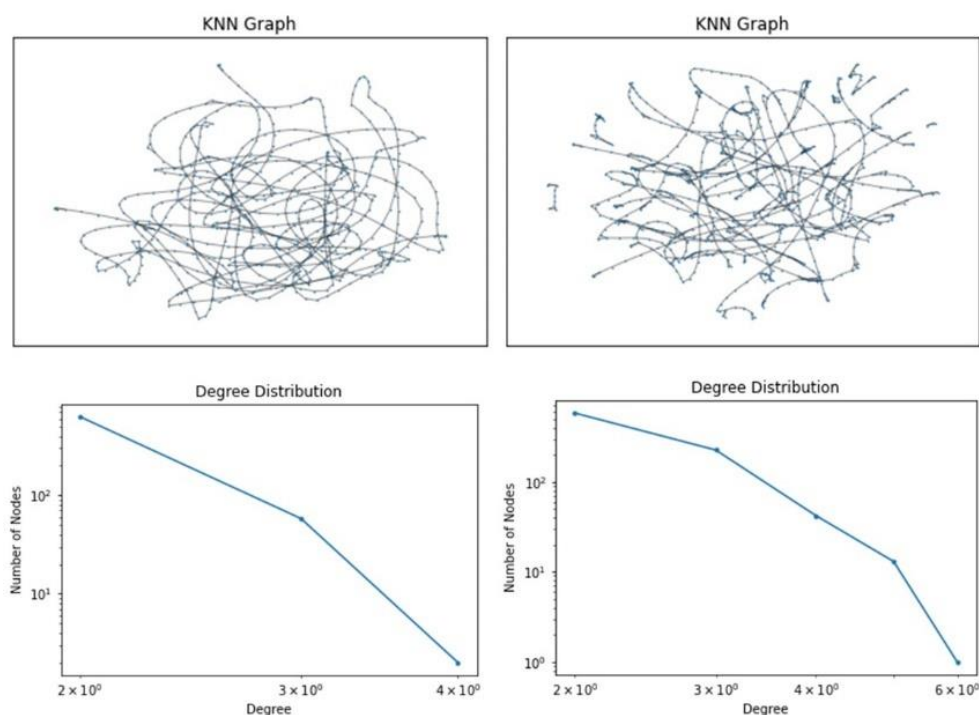 KNN Graph
KNN Graph
Degree Distribution
Number of Nodes
10²
10¹
2 × 10⁰
3 × 10⁰
4 × 10⁰
Degree
Degree Distribution
Number of Nodes
10²
10¹
10⁰
2 × 10⁰
3 × 10⁰
4 × 10⁰
6 × 10⁰
Degree